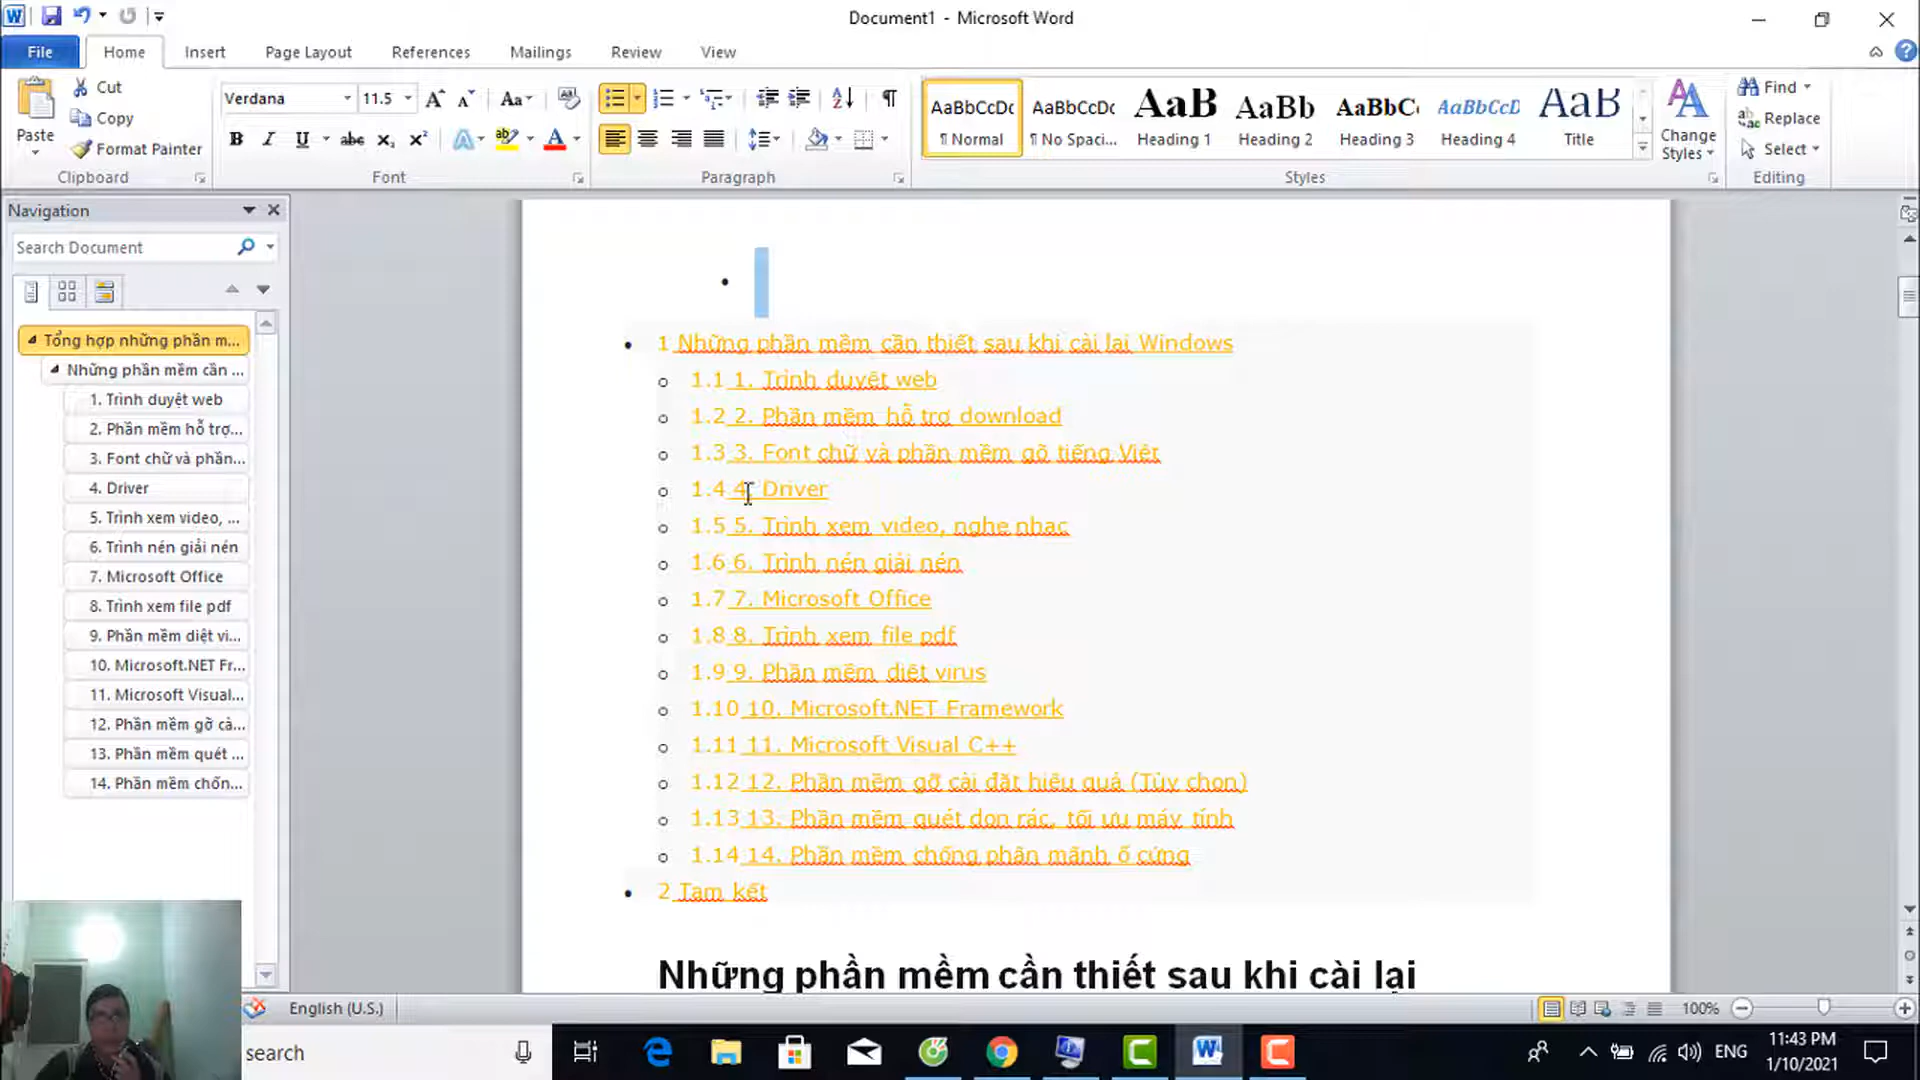 Document1 - Microsoft Word
File Home Insert Page Layout References Mailings Review View
Paste
Cut
Copy
Format Painter
Clipboard
Verdana 11.5
Font
Paragraph
AaBbCcDc AaBbCcDc AaB AaBb AaBbCc AaBbCcD AaB
¶ Normal ¶ No Spaci... Heading 1 Heading 2 Heading 3 Heading 4 Title
Change Styles
Styles
Find
Replace
Select
Editing
Navigation
Search Document
Tổng hợp những phần m...
Những phần mềm cần ...
1. Trình duyệt web
2. Phần mềm hỗ trợ...
3. Font chữ và phần...
4. Driver
5. Trình xem video, ...
6. Trình nén giải nén
7. Microsoft Office
8. Trình xem file pdf
9. Phần mềm diệt vi...
10. Microsoft.NET Fr...
11. Microsoft Visual...
12. Phần mềm gỡ cà...
13. Phần mềm quét ...
14. Phần mềm chốn...
1 Những phần mềm cần thiết sau khi cài lại Windows
1.1 1. Trình duyệt web
1.2 2. Phần mềm hỗ trợ download
1.3 3. Font chữ và phần mềm gõ tiếng Việt
1.4 4. Driver
1.5 5. Trình xem video, nghe nhạc
1.6 6. Trình nén giải nén
1.7 7. Microsoft Office
1.8 8. Trình xem file pdf
1.9 9. Phần mềm diệt virus
1.10 10. Microsoft.NET Framework
1.11 11. Microsoft Visual C++
1.12 12. Phần mềm gỡ cài đặt hiệu quả (Tùy chọn)
1.13 13. Phần mềm quét dọn rác, tối ưu máy tính
1.14 14. Phần mềm chống phân mãnh ổ cứng
2 Tạm kết
Những phần mềm cần thiết sau khi cài lại
English (U.S.)
100%
search
ENG
11:43 PM
1/10/2021